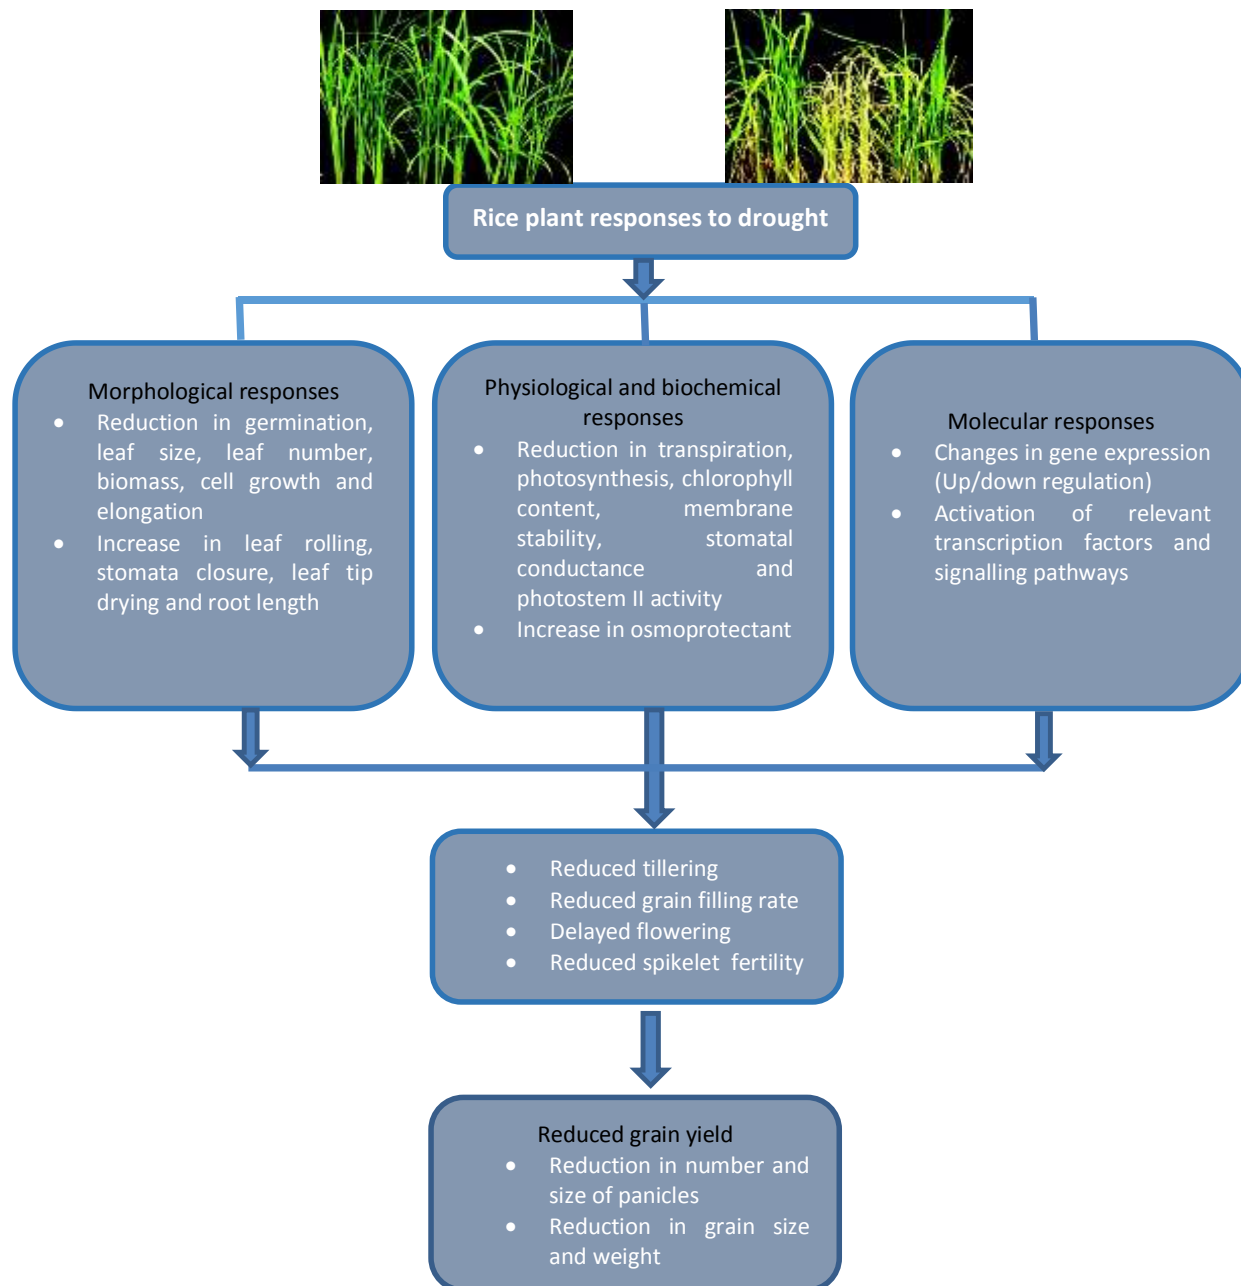 Rice plant responses to drought
Morphological responses
• Reduction in germination,
leaf size, leaf number,
biomass, cell growth and
elongation
• Increase in leaf rolling,
stomata closure, leaf tip
drying and root length
Physiological and biochemical
responses
• Reduction in transpiration,
photosynthesis, chlorophyll
content, membrane
stability, stomatal
conductance and
photostem II activity
• Increase in osmoprotectant
Molecular responses
• Changes in gene expression
(Up/down regulation)
• Activation of relevant
transcription factors and
signalling pathways
• Reduced tillering
• Reduced grain filling rate
• Delayed flowering
• Reduced spikelet fertility
Reduced grain yield
• Reduction in number and
size of panicles
• Reduction in grain size
and weight